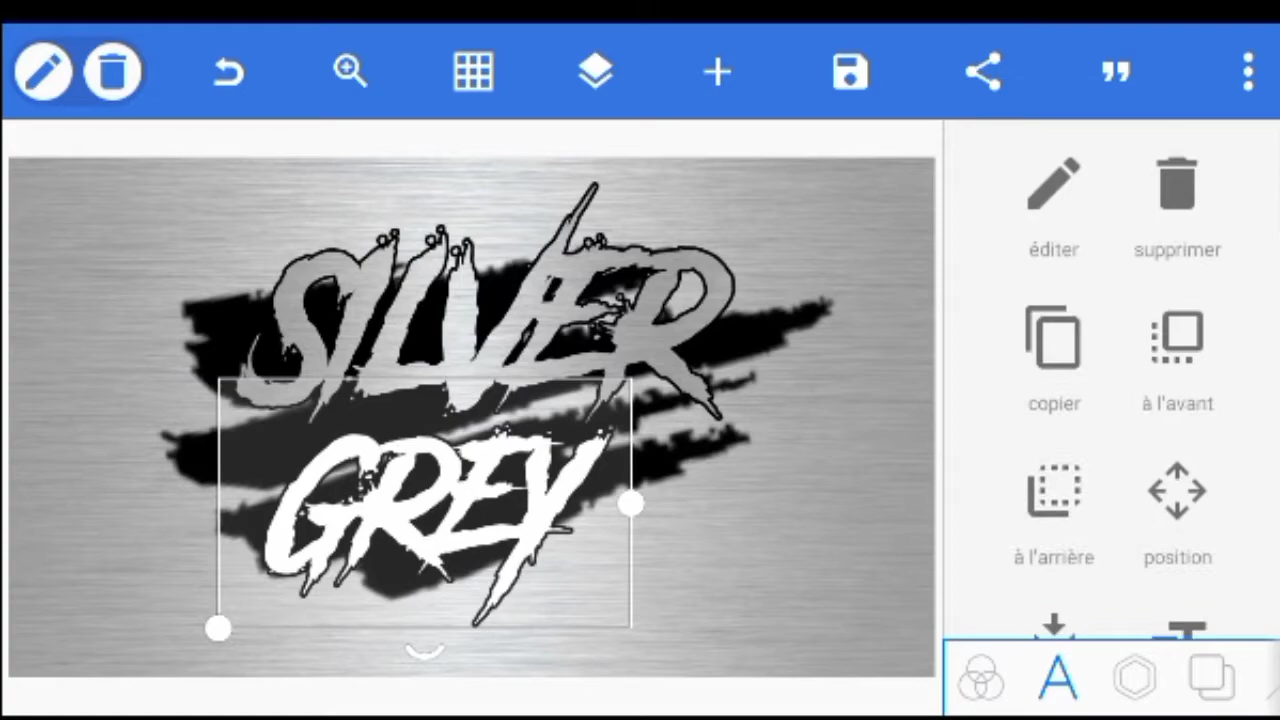 SILVER
GREY
éditer
supprimer
copier
à l'avant
à l'arrière
position